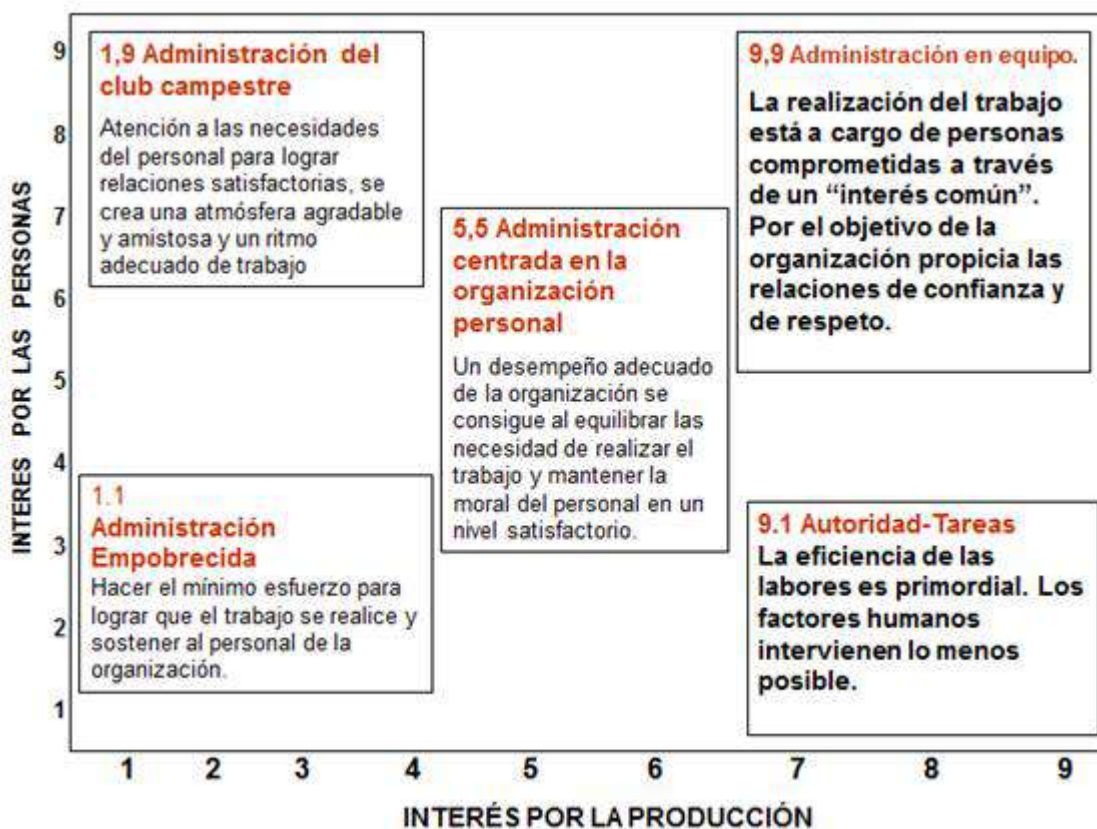 INTERES POR LAS PERSONAS
9
8
7
6
5
4
3
2
1
1,9 Administración del
club campestre
Atención a las necesidades
del personal para lograr
relaciones satisfactorias, se
crea una atmósfera agradable
y amistosa y un ritmo
adecuado de trabajo
9,9 Administración en equipo.
La realización del trabajo
está a cargo de personas
comprometidas a través
de un “interés común”.
Por el objetivo de la
organización propicia las
relaciones de confianza y
de respeto.
5,5 Administración
centrada en la
organización
personal
Un desempeño adecuado
de la organización se
consigue al equilibrar las
necesidad de realizar el
trabajo y mantener la
moral del personal en un
nivel satisfactorio.
1.1
Administración
Empobrecida
Hacer el mínimo esfuerzo para
lograr que el trabajo se realice y
sostener al personal de la
organización.
9.1 Autoridad-Tareas
La eficiencia de las
labores es primordial. Los
factores humanos
intervienen lo menos
posible.
1 2 3 4 5 6 7 8 9
INTERÉS POR LA PRODUCCIÓN